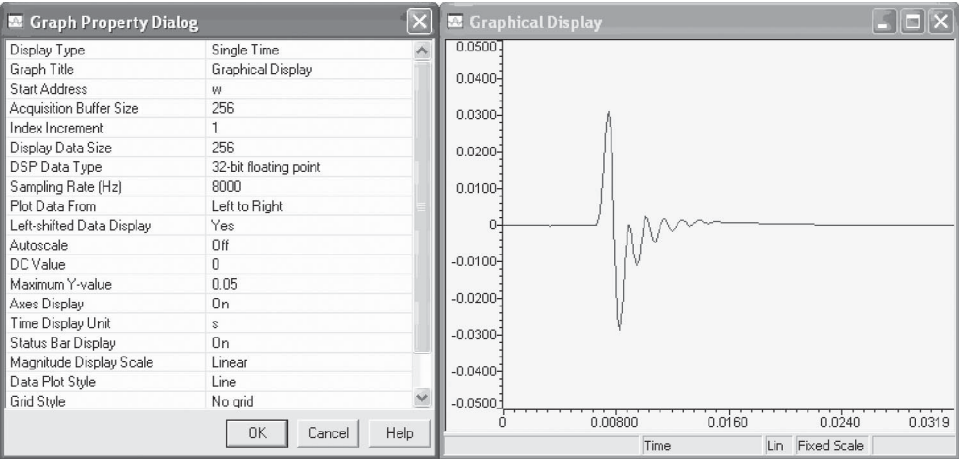 Graph Property Dialog
Display Type Single Time
Graph Title Graphical Display
Start Address w
Acquisition Buffer Size 256
Index Increment 1
Display Data Size 256
DSP Data Type 32-bit floating point
Sampling Rate (Hz) 8000
Plot Data From Left to Right
Left-shifted Data Display Yes
Autoscale Off
DC Value 0
Maximum Y-value 0.05
Axes Display On
Time Display Unit s
Status Bar Display On
Magnitude Display Scale Linear
Data Plot Style Line
Grid Style No grid
OK Cancel Help
Graphical Display
0.0500
0.0400
0.0300
0.0200
0.0100
0
-0.0100
-0.0200
-0.0300
-0.0400
-0.0500
0 0.00800 0.0160 0.0240 0.0319
Time Lin Fixed Scale